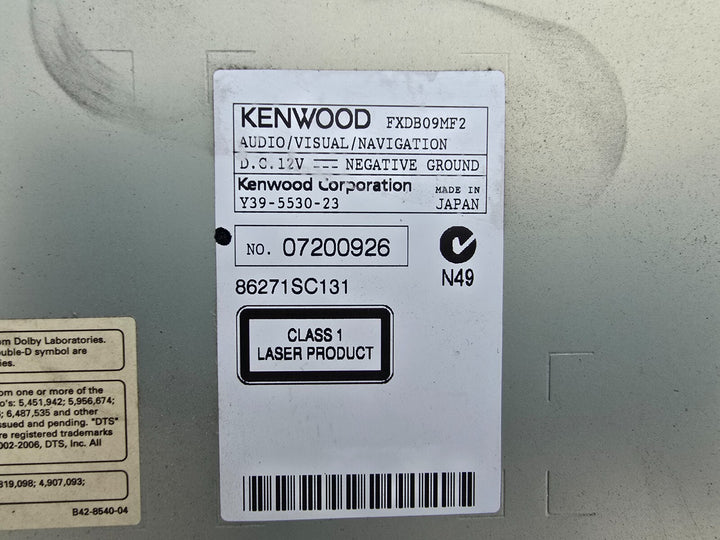 KENWOOD FXDB09MF2
AUDIO/VISUAL/NAVIGATION
D.C.12V NEGATIVE GROUND
Kenwood Corporation MADE IN
Y39-5530-23 JAPAN
NO. 07200926
N49
86271SC131
CLASS 1
LASER PRODUCT
om Dolby Laboratories.
uble-D symbol are
es.
om one or more of the
o's: 5,451,942; 5,956,674;
; 6,487,535 and other
ssued and pending. "DTS"
re registered trademarks
002-2006, DTS, Inc. All
319,098; 4,907,093;
B42-8540-04